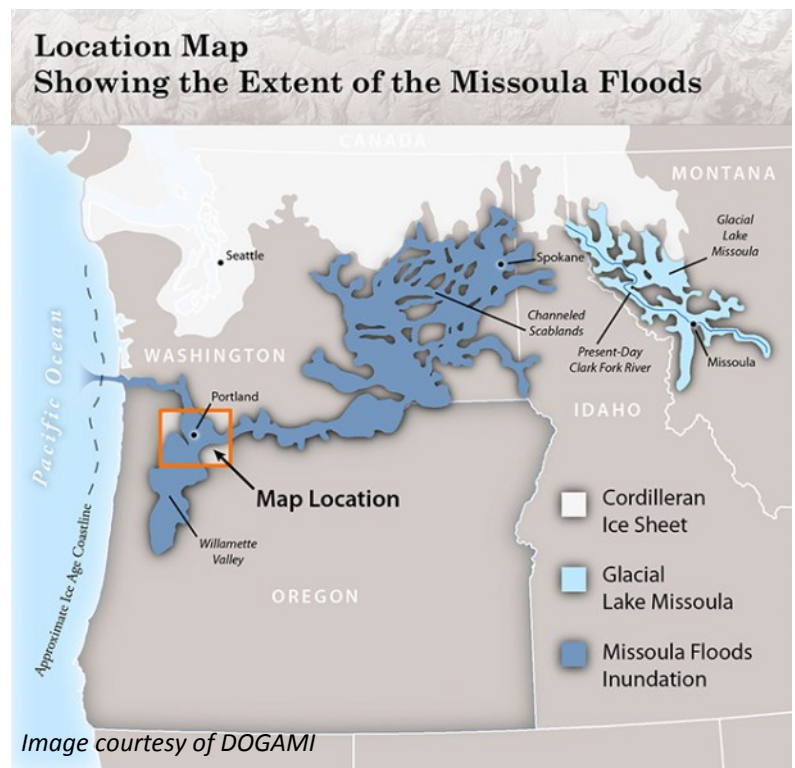 Location Map
Showing the Extent of the Missoula Floods
CANADA
MONTANA
Glacial
Lake
Missoula
Seattle
Spokane
Channeled
Scablands
Present-Day
Clark Fork River
Missoula
WASHINGTON
Pacific Ocean
Portland
IDAHO
Map Location
Willamette
Valley
Approximate Ice Age Coastline
OREGON
Cordilleran
Ice Sheet
Glacial
Lake Missoula
Missoula Floods
Inundation
Image courtesy of DOGAMI